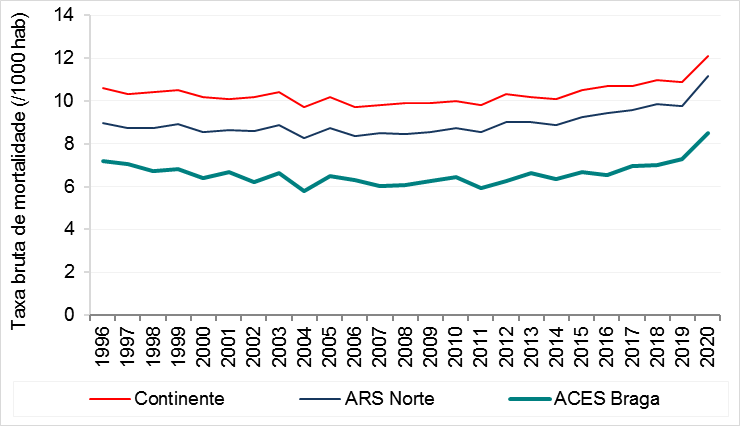 Taxa bruta de mortalidade (/1000 hab)
14
12
10
8
6
4
2
0
1996 1997 1998 1999 2000 2001 2002 2003 2004 2005 2006 2007 2008 2009 2010 2011 2012 2013 2014 2015 2016 2017 2018 2019 2020
Continente ARS Norte ACES Braga